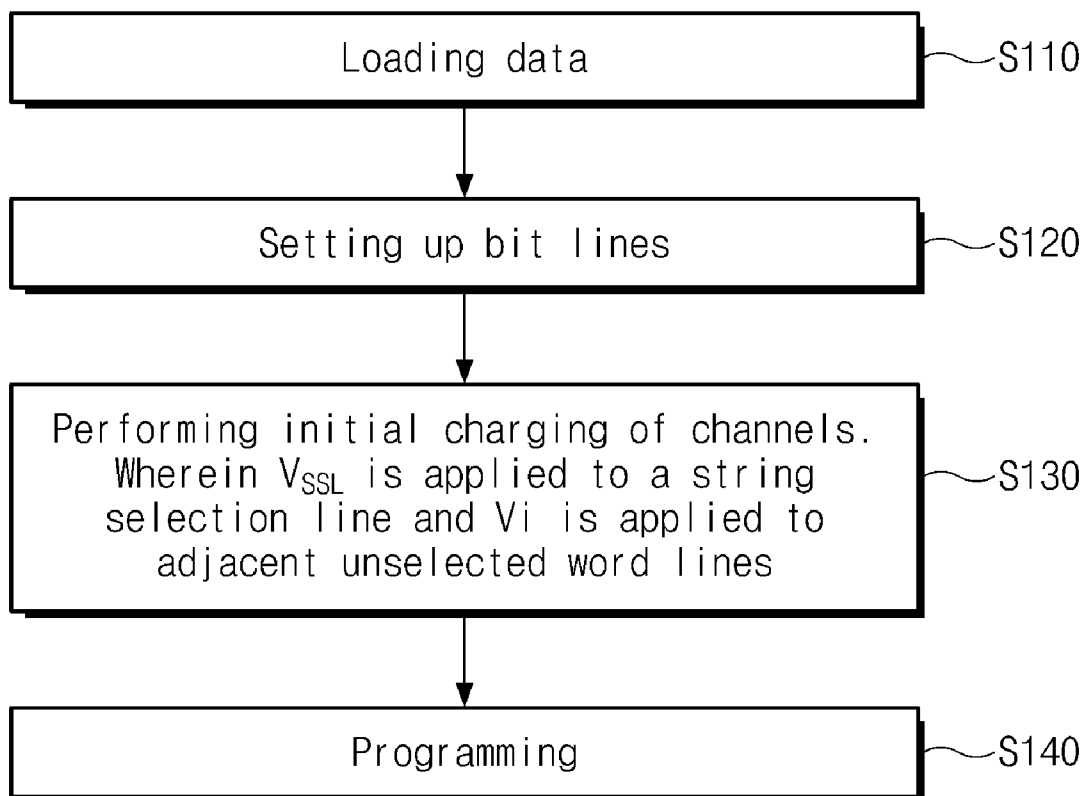 Loading data
S110
Setting up bit lines
S120
Performing initial charging of channels.
Wherein VSSL is applied to a string
selection line and Vi is applied to
adjacent unselected word lines
S130
Programming
S140